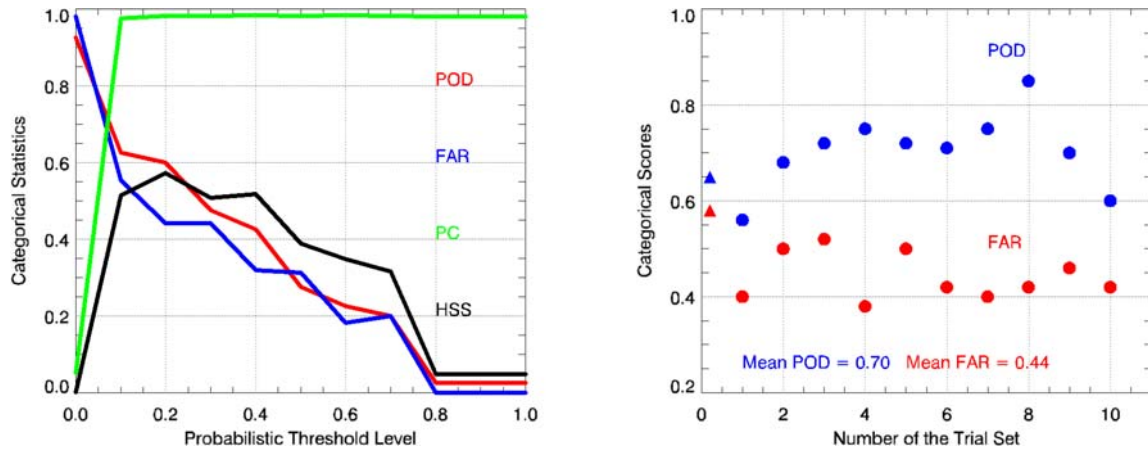 1.0
0.8
0.6
0.4
0.2
0.0
Categorical Statistics
POD
FAR
PC
HSS
0.0 0.2 0.4 0.6 0.8 1.0
Probabilistic Threshold Level
1.0
0.8
0.6
0.4
0.2
Categorical Scores
POD
FAR
Mean POD = 0.70 Mean FAR = 0.44
0 2 4 6 8 10
Number of the Trial Set